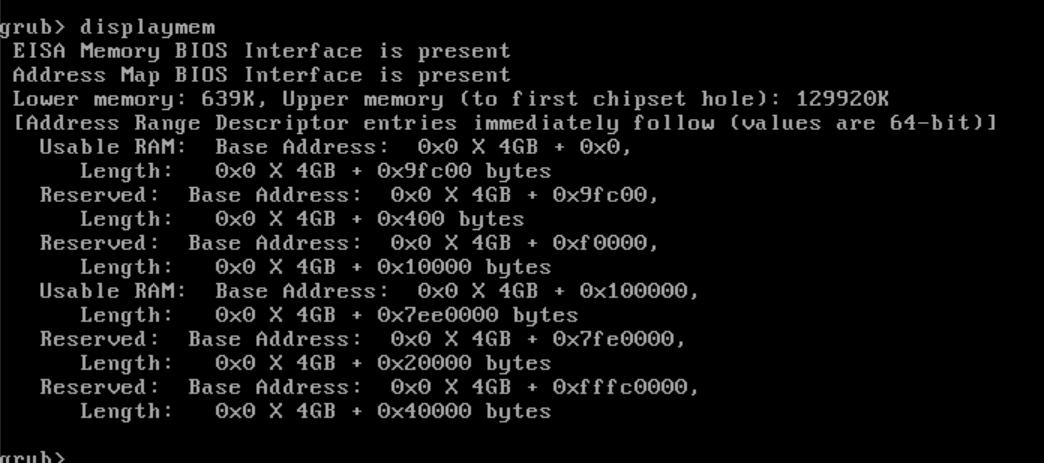 grub> displaymem
EISA Memory BIOS Interface is present
Address Map BIOS Interface is present
Lower memory: 639K, Upper memory (to first chipset hole): 129920K
[Address Range Descriptor entries immediately follow (values are 64-bit)]
Usable RAM:  Base Address:  0x0 X 4GB + 0x0,
Length:   0x0 X 4GB + 0x9fc00 bytes
Reserved:  Base Address:  0x0 X 4GB + 0x9fc00,
Length:   0x0 X 4GB + 0x400 bytes
Reserved:  Base Address:  0x0 X 4GB + 0xf0000,
Length:   0x0 X 4GB + 0x10000 bytes
Usable RAM:  Base Address:  0x0 X 4GB + 0x100000,
Length:   0x0 X 4GB + 0x7ee0000 bytes
Reserved:  Base Address:  0x0 X 4GB + 0x7fe0000,
Length:   0x0 X 4GB + 0x20000 bytes
Reserved:  Base Address:  0x0 X 4GB + 0xfffc0000,
Length:   0x0 X 4GB + 0x40000 bytes
grub>